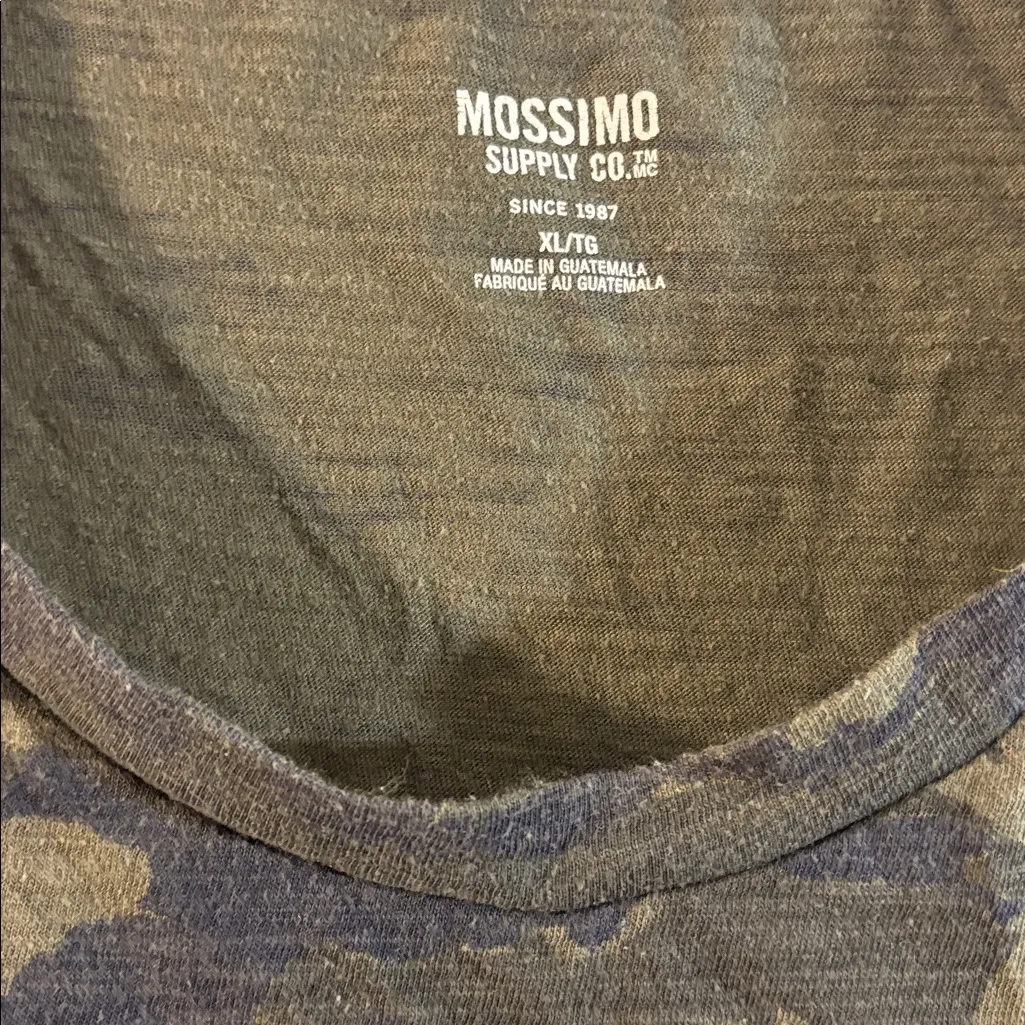 MOSSIMO
SUPPLY CO.™ MC
SINCE 1987
XL/TG
MADE IN GUATEMALA
FABRIQUÉ AU GUATEMALA